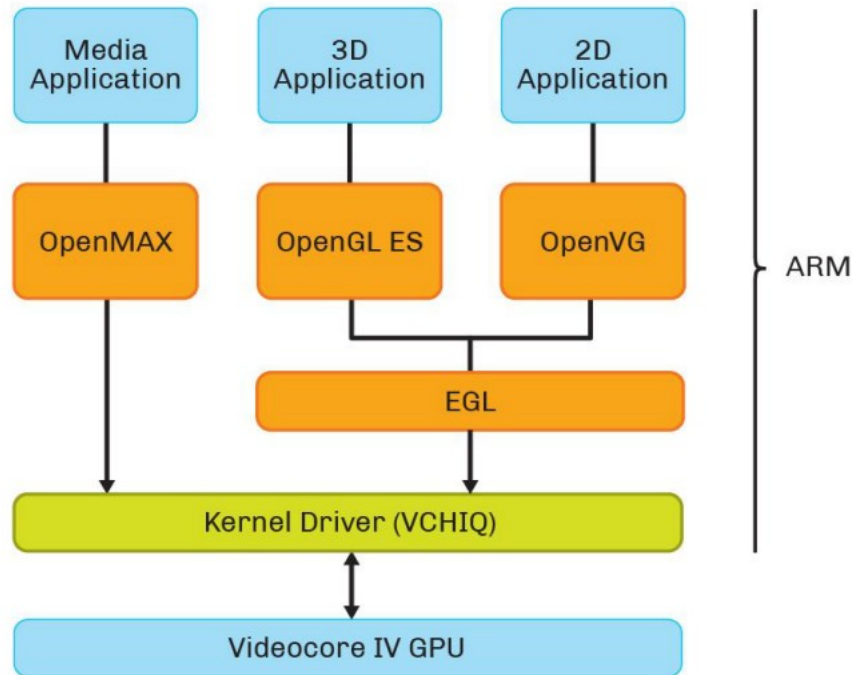 Media
Application
3D
Application
2D
Application
OpenMAX
OpenGL ES
OpenVG
ARM
EGL
Kernel Driver (VCHIQ)
Videocore IV GPU